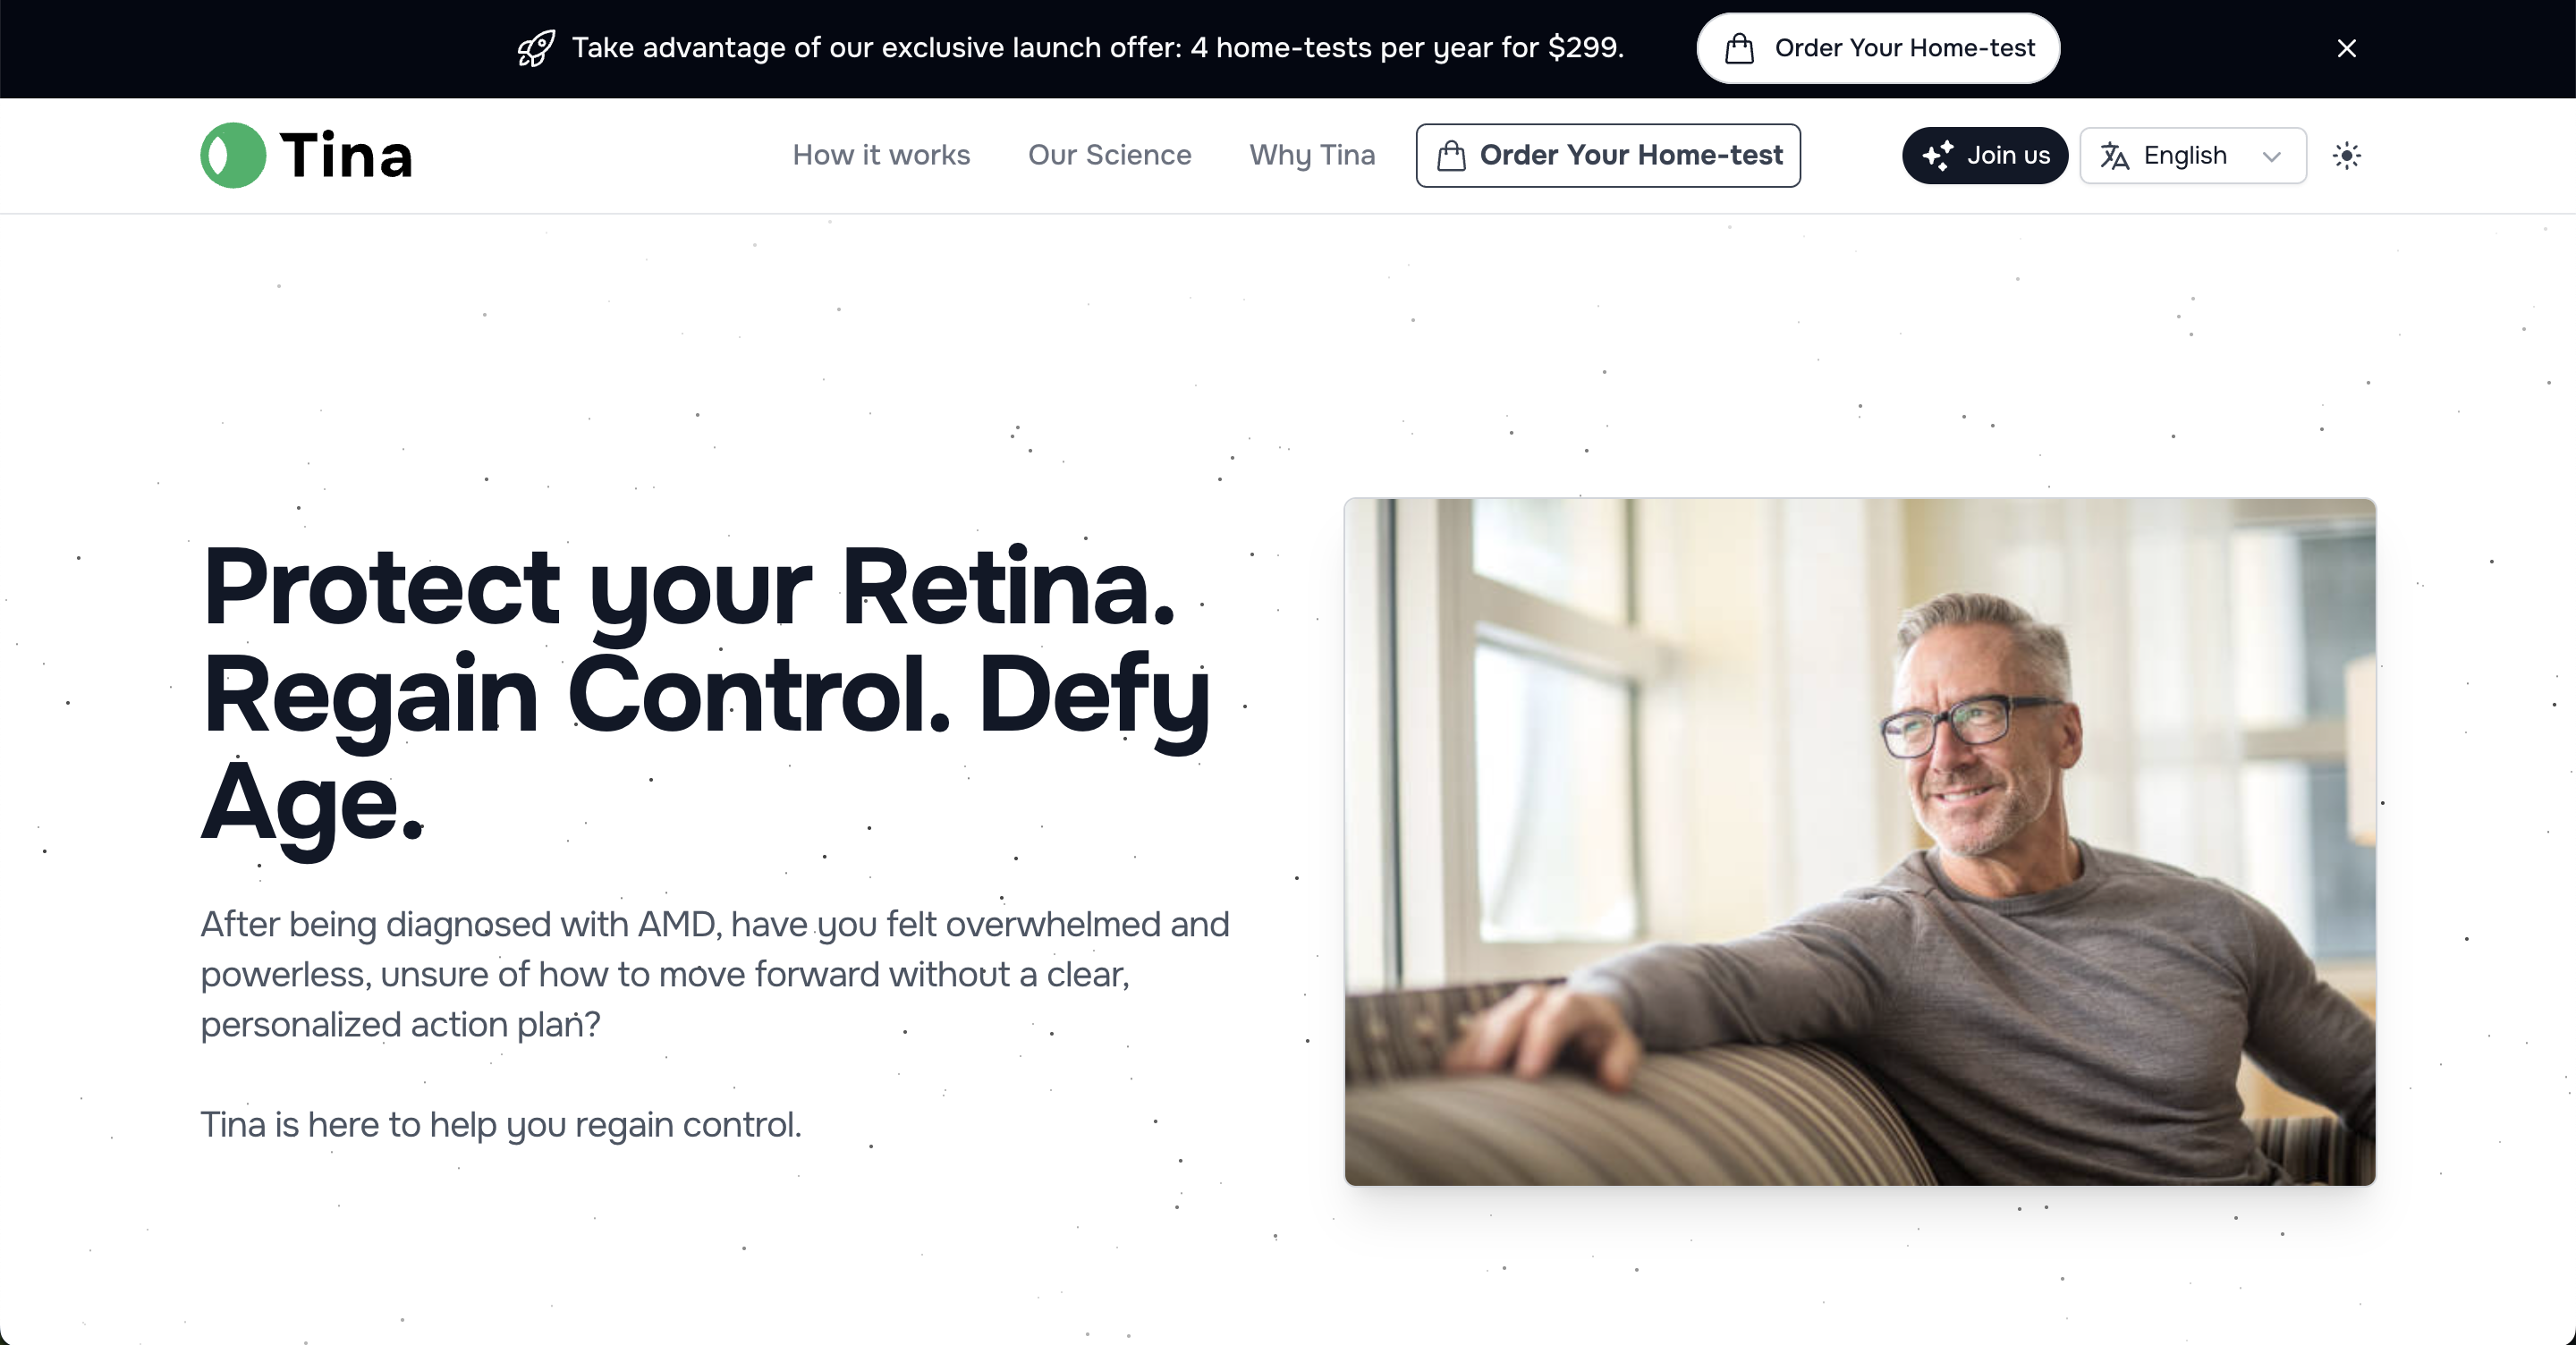 Take advantage of our exclusive launch offer: 4 home-tests per year for $299.
Order Your Home-test
Tina
How it works
Our Science
Why Tina
Order Your Home-test
Join us
English
Protect your Retina.
Regain Control. Defy
Age.
After being diagnosed with AMD, have you felt overwhelmed and
powerless, unsure of how to move forward without a clear,
personalized action plan?
Tina is here to help you regain control.